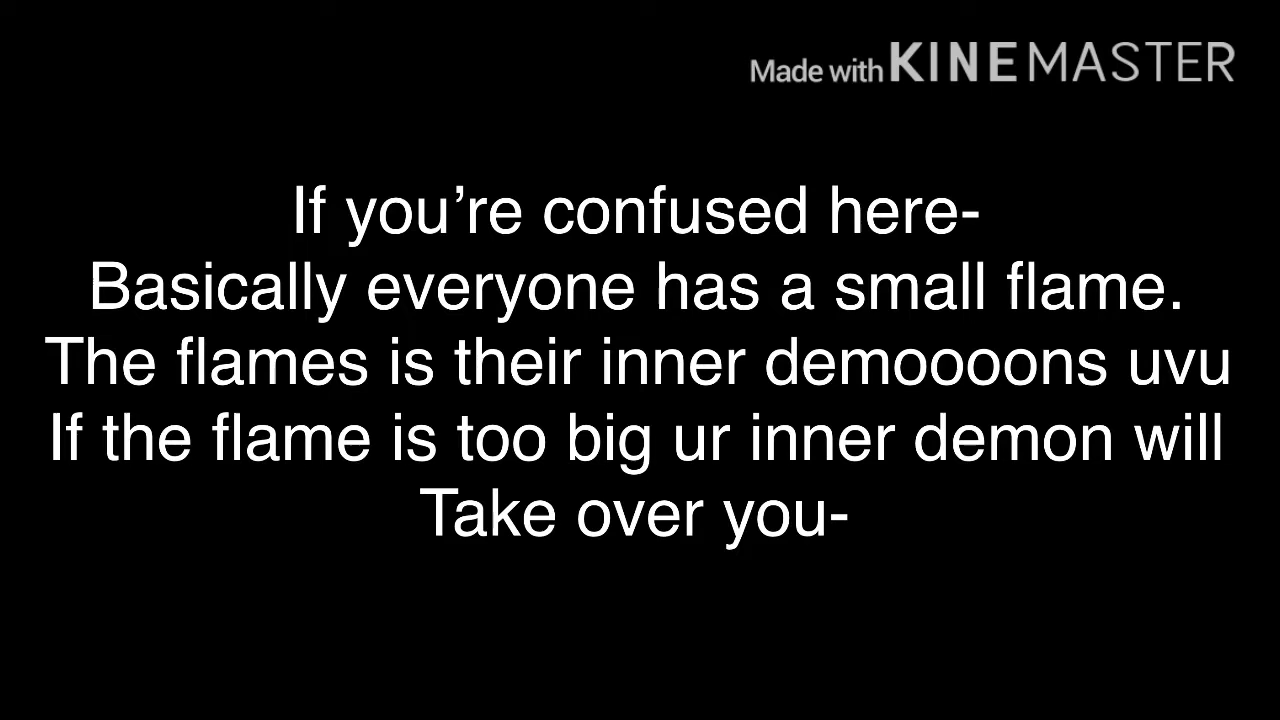 Made with KINEMASTER
If you’re confused here-
Basically everyone has a small flame.
The flames is their inner demoooons uvu
If the flame is too big ur inner demon will
Take over you-